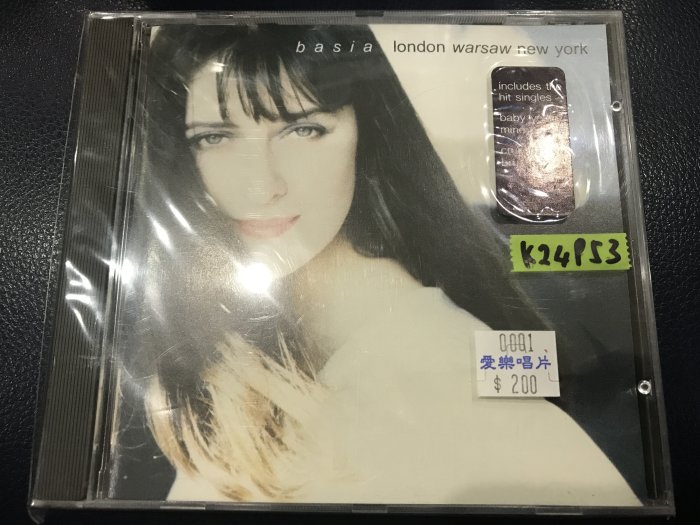 basia london warsaw new york
includes the
hit singles
baby
K24P53
0001
愛樂唱片
$ 200